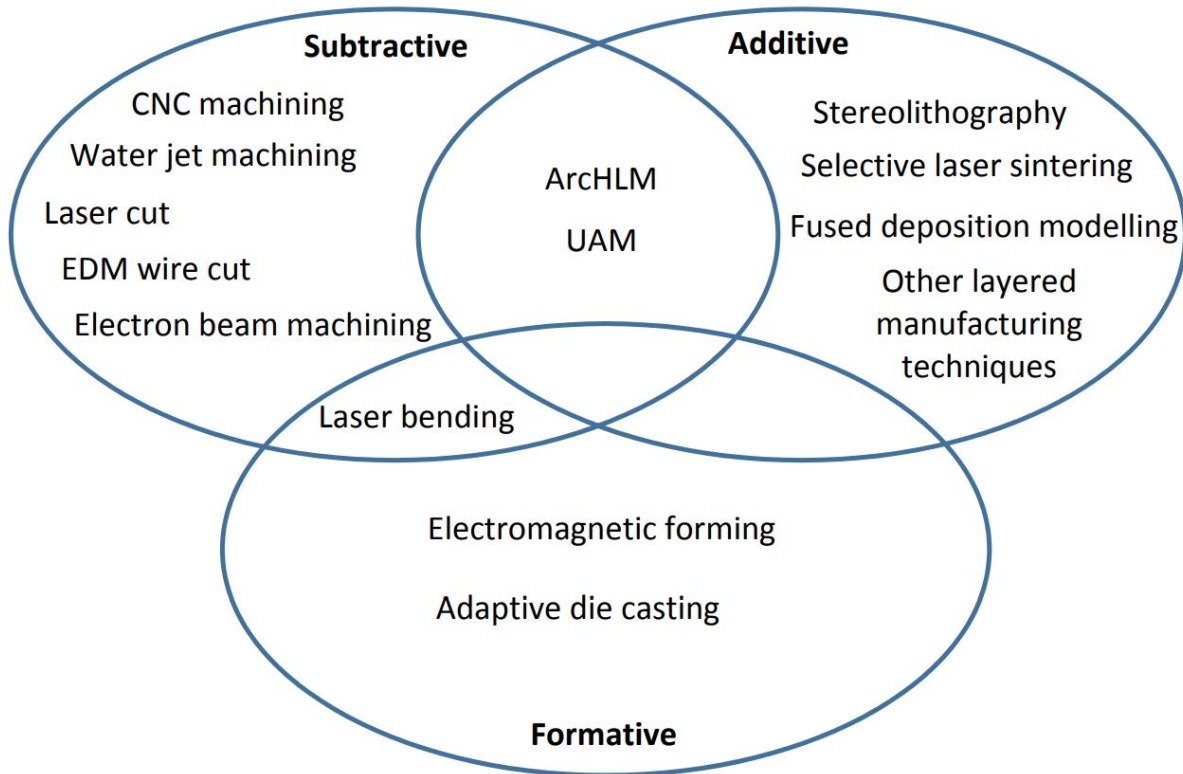 Subtractive
CNC machining
Water jet machining
Laser cut
EDM wire cut
Electron beam machining
ArcHLM
UAM
Additive
Stereolithography
Selective laser sintering
Fused deposition modelling
Other layered
manufacturing
techniques
Laser bending
Electromagnetic forming
Adaptive die casting
Formative